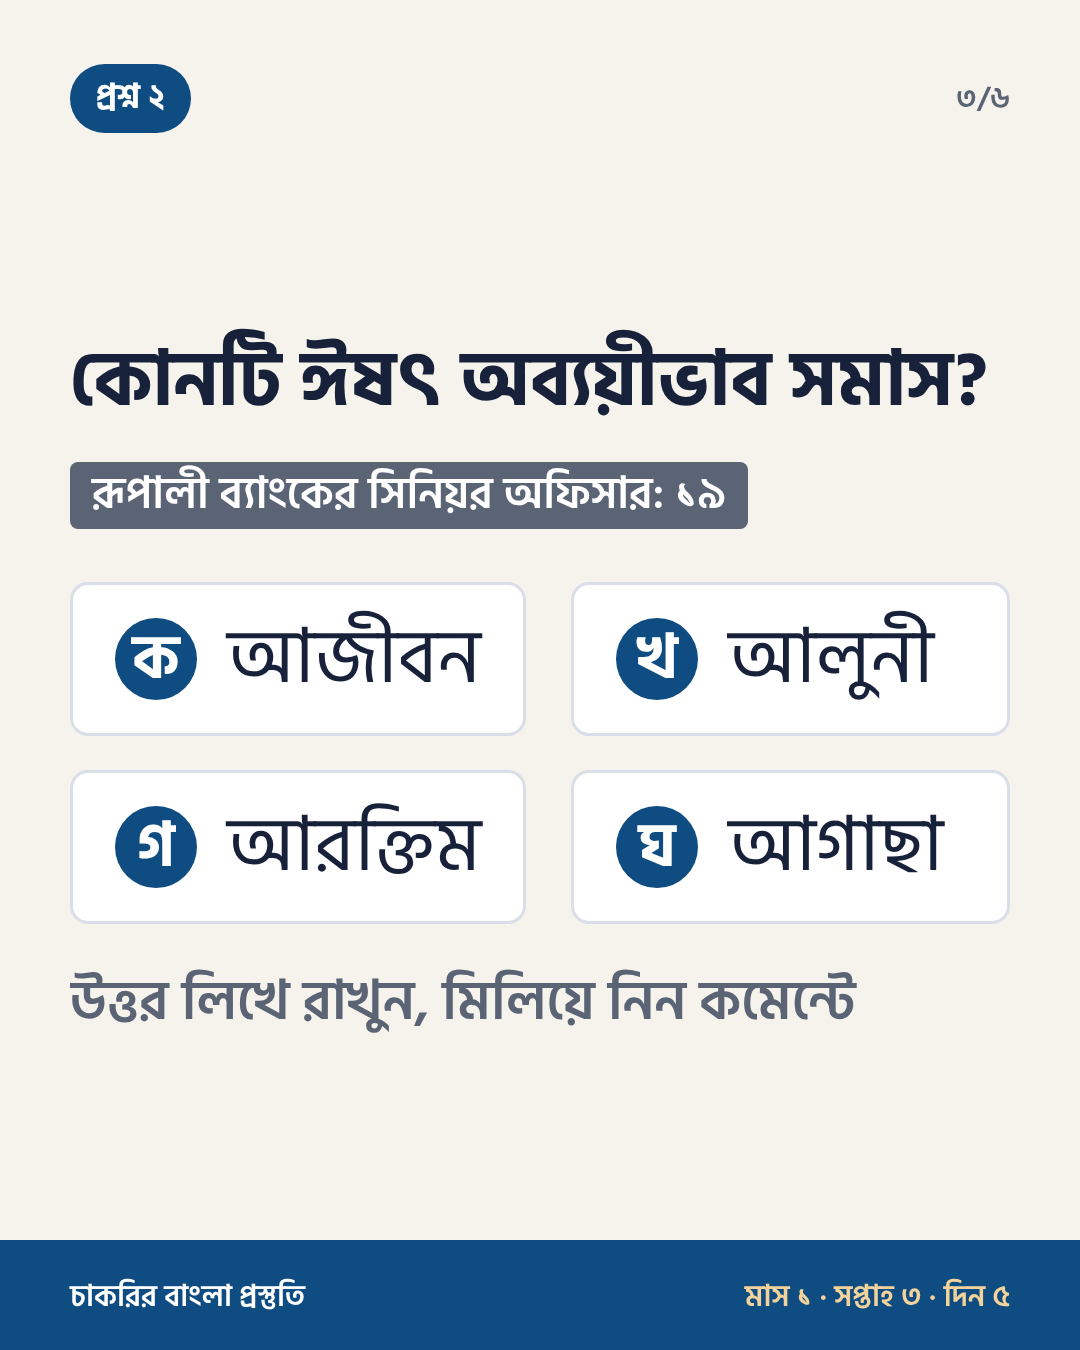 প্রশ্ন ২
৩/৬
কোনটি ঈষৎ অব্যয়ীভাব সমাস?
রূপালী ব্যাংকের সিনিয়র অফিসার: ১৯
ক আজীবন
খ আলুনী
গ আরক্তিম
ঘ আগাছা
উত্তর লিখে রাখুন, মিলিয়ে নিন কমেন্টে
চাকরির বাংলা প্রস্তুতি
মাস ১ · সপ্তাহ ৩ · দিন ৫